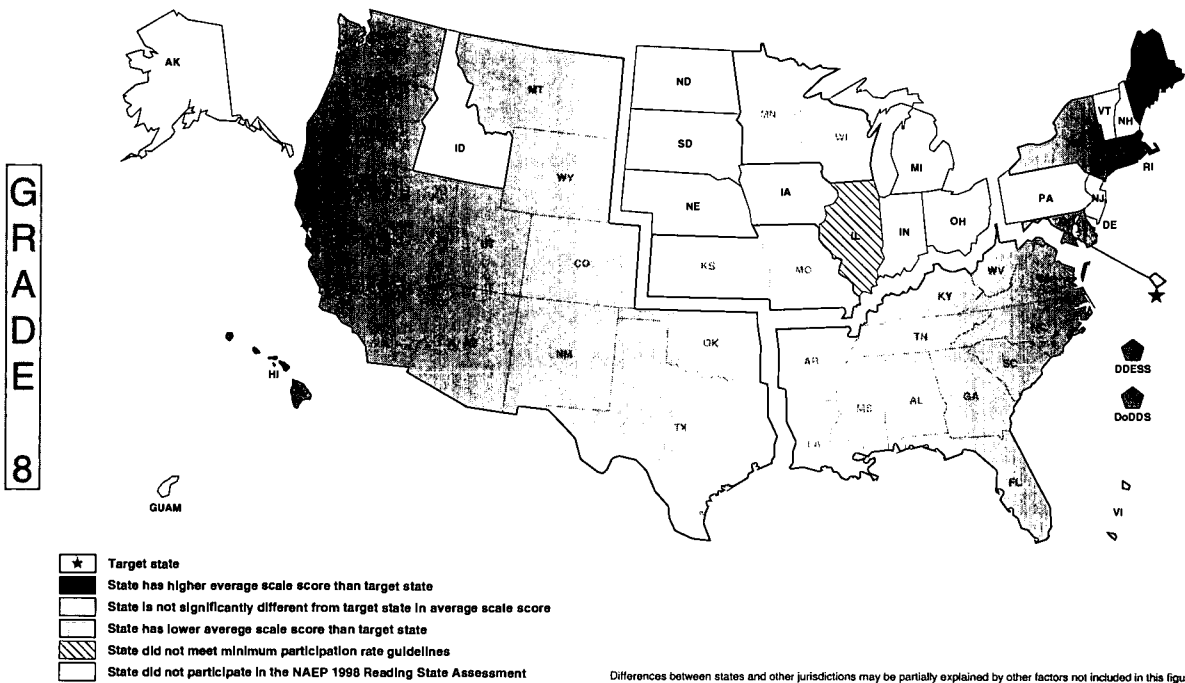 GRADE 8
AK
MT
ND
MN
VT
NH
ID
SD
WI
MI
RI
WY
IA
PA
NJ
NE
OH
DE
IL
IN
UT
CO
KS
MO
WV
KY
NC
TN
NM
OK
AR
SC
DDESS
HI
MS
AL
GA
DoDDS
TX
LA
FL
GUAM
VI
Target state
State has higher average scale score than target state
State is not significantly different from target state in average scale score
State has lower average scale score than target state
State did not meet minimum participation rate guidelines
State did not participate in the NAEP 1998 Reading State Assessment
Differences between states and other jurisdictions may be partially explained by other factors not included in this figu